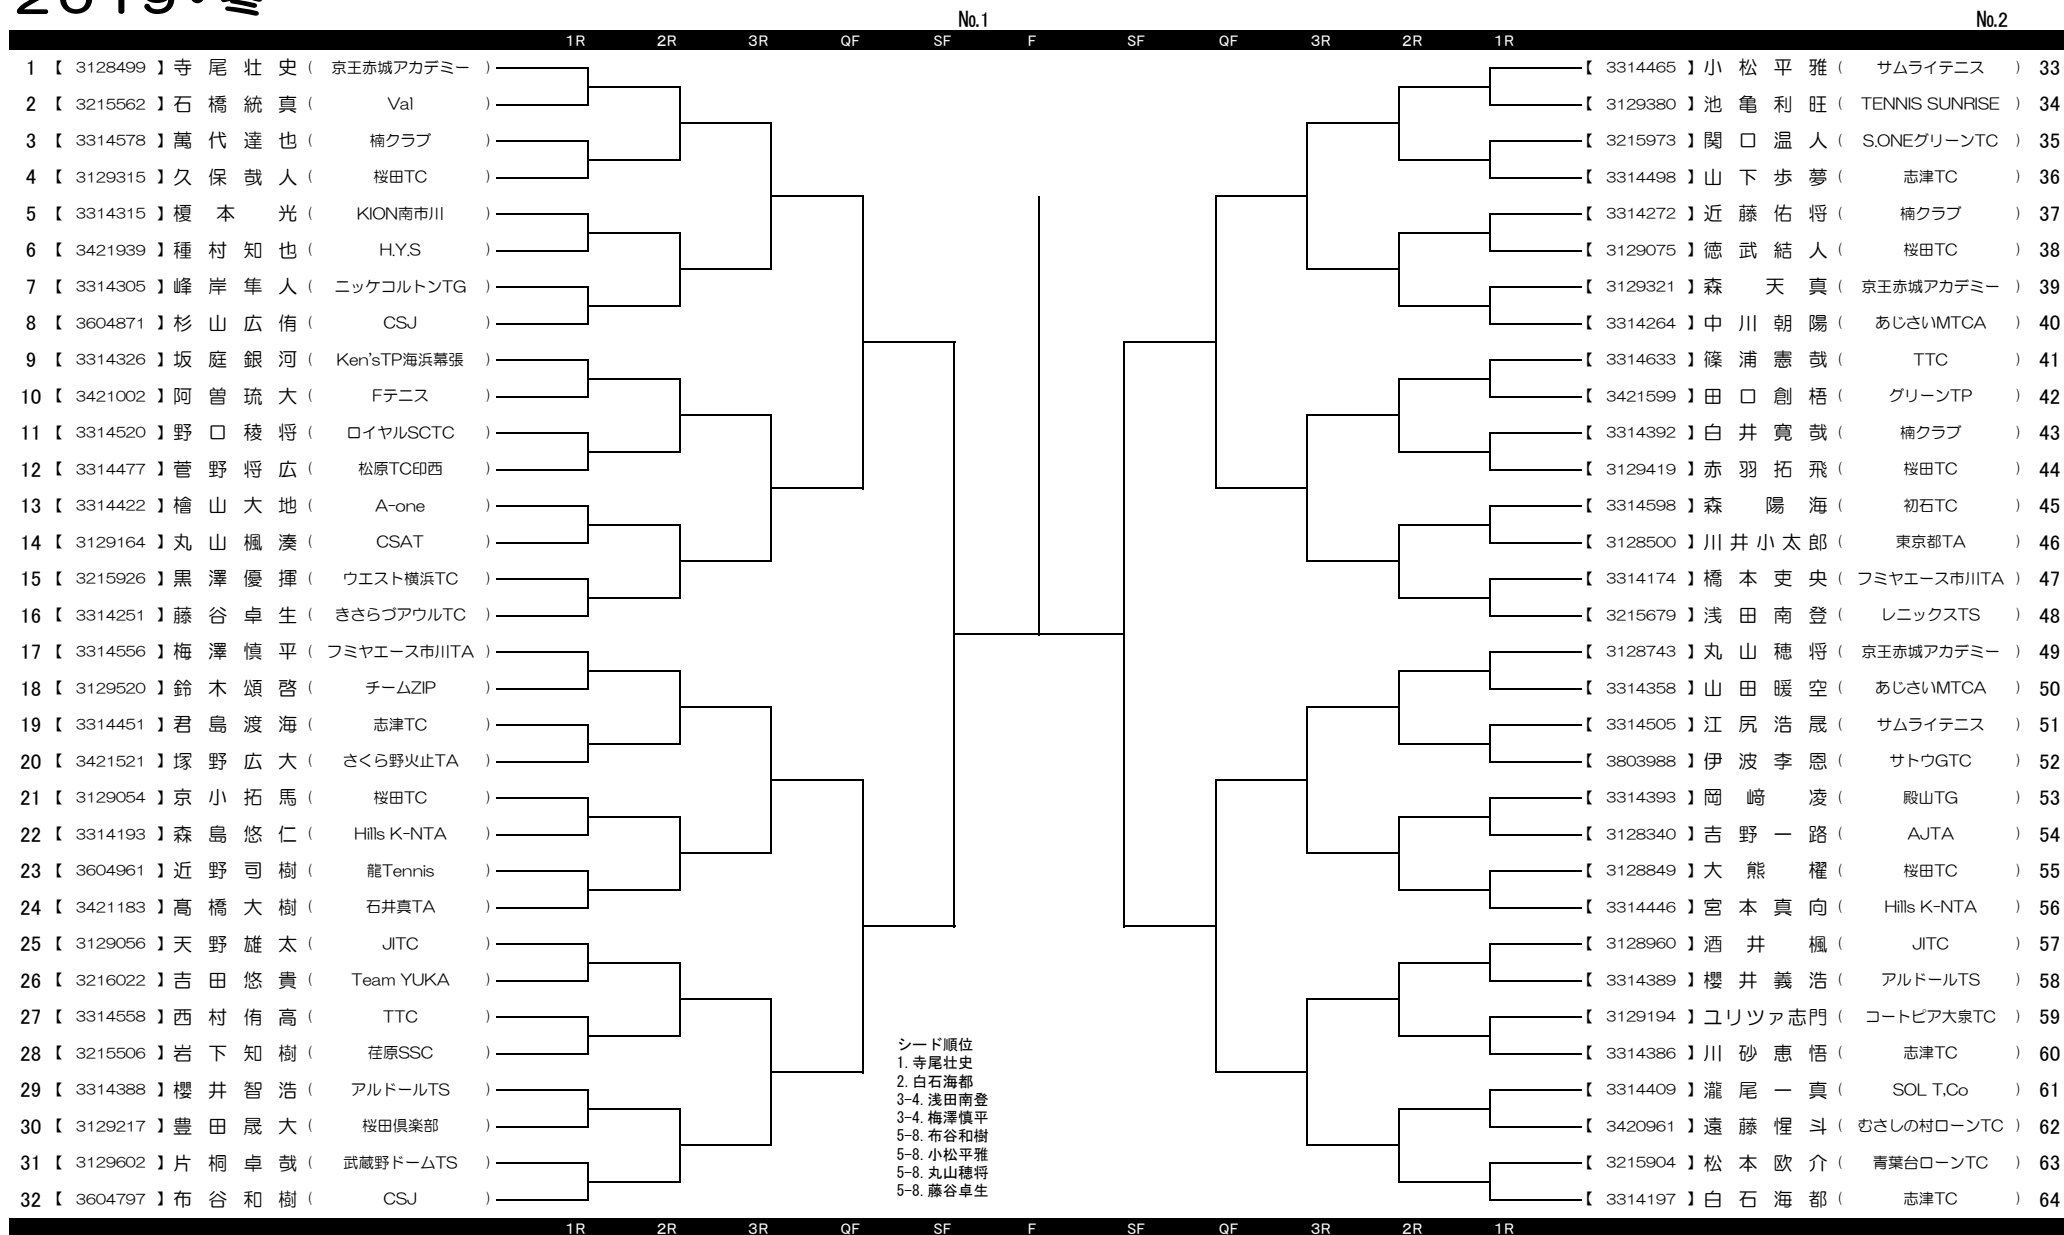 2019・冬
No.1
No.2
1R 2R 3R QF SF F SF QF 3R 2R 1R
1 【 3128499 】 寺尾壮史 ( 京王赤城アカデミー )
2 【 3215562 】 石橋統真 ( Val )
3 【 3314578 】 萬代達也 ( 楠クラブ )
4 【 3129315 】 久保哉人 ( 桜田TC )
5 【 3314315 】 榎本光 ( KION南市川 )
6 【 3421939 】 種村知也 ( H.Y.S )
7 【 3314305 】 峰岸隼人 ( ニッケコルトンTG )
8 【 3604871 】 杉山広侑 ( CSJ )
9 【 3314326 】 坂庭銀河 ( Ken'sTP海浜幕張 )
10 【 3421002 】 阿曽琉大 ( Fテニス )
11 【 3314520 】 野口稜将 ( ロイヤルSCTC )
12 【 3314477 】 菅野将広 ( 松原TC印西 )
13 【 3314422 】 檜山大地 ( A-one )
14 【 3129164 】 丸山楓湊 ( CSAT )
15 【 3215926 】 黒澤優揮 ( ウエスト横浜TC )
16 【 3314251 】 藤谷卓生 ( きさらづアウルTC )
17 【 3314556 】 梅澤慎平 ( フミヤエース市川TA )
18 【 3129520 】 鈴木頌啓 ( チームZIP )
19 【 3314451 】 君島渡海 ( 志津TC )
20 【 3421521 】 塚野広大 ( さくら野火止TA )
21 【 3129054 】 京小拓馬 ( 桜田TC )
22 【 3314193 】 森島悠仁 ( Hills K-NTA )
23 【 3604961 】 近野司樹 ( 龍Tennis )
24 【 3421183 】 髙橋大樹 ( 石井真TA )
25 【 3129056 】 天野雄太 ( JITC )
26 【 3216022 】 吉田悠貴 ( Team YUKA )
27 【 3314558 】 西村侑高 ( TTC )
28 【 3215506 】 岩下知樹 ( 荏原SSC )
29 【 3314388 】 櫻井智浩 ( アルドールTS )
30 【 3129217 】 豊田晟大 ( 桜田倶楽部 )
31 【 3129602 】 片桐卓哉 ( 武蔵野ドームTS )
32 【 3604797 】 布谷和樹 ( CSJ )
シード順位
1. 寺尾壮史
2. 白石海都
3-4. 浅田南登
3-4. 梅澤慎平
5-8. 布谷和樹
5-8. 小松平雅
5-8. 丸山穂将
5-8. 藤谷卓生
【 3314465 】 小松平雅 ( サムライテニス ) 33
【 3129380 】 池亀利旺 ( TENNIS SUNRISE ) 34
【 3215973 】 関口温人 ( S.ONEグリーンTC ) 35
【 3314498 】 山下歩夢 ( 志津TC ) 36
【 3314272 】 近藤佑将 ( 楠クラブ ) 37
【 3129075 】 徳武結人 ( 桜田TC ) 38
【 3129321 】 森天真 ( 京王赤城アカデミー ) 39
【 3314264 】 中川朝陽 ( あじさいMTCA ) 40
【 3314633 】 篠浦憲哉 ( TTC ) 41
【 3421599 】 田口創梧 ( グリーンTP ) 42
【 3314392 】 白井寛哉 ( 楠クラブ ) 43
【 3129419 】 赤羽拓飛 ( 桜田TC ) 44
【 3314598 】 森陽海 ( 初石TC ) 45
【 3128500 】 川井小太郎 ( 東京都TA ) 46
【 3314174 】 橋本吏央 ( フミヤエース市川TA ) 47
【 3215679 】 浅田南登 ( レニックスTS ) 48
【 3128743 】 丸山穂将 ( 京王赤城アカデミー ) 49
【 3314358 】 山田暖空 ( あじさいMTCA ) 50
【 3314505 】 江尻浩晟 ( サムライテニス ) 51
【 3803988 】 伊波李恩 ( サトウGTC ) 52
【 3314393 】 岡﨑凌 ( 殿山TG ) 53
【 3128340 】 吉野一路 ( AJTA ) 54
【 3128849 】 大熊櫂 ( 桜田TC ) 55
【 3314446 】 宮本真向 ( Hills K-NTA ) 56
【 3128960 】 酒井楓 ( JITC ) 57
【 3314389 】 櫻井義浩 ( アルドールTS ) 58
【 3129194 】 ユリツァ志門 ( コートピア大泉TC ) 59
【 3314386 】 川砂恵悟 ( 志津TC ) 60
【 3314409 】 瀧尾一真 ( SOL T,Co ) 61
【 3420961 】 遠藤惺斗 ( むさしの村ローンTC ) 62
【 3215904 】 松本欧介 ( 青葉台ローンTC ) 63
【 3314197 】 白石海都 ( 志津TC ) 64
1R 2R 3R QF SF F SF QF 3R 2R 1R